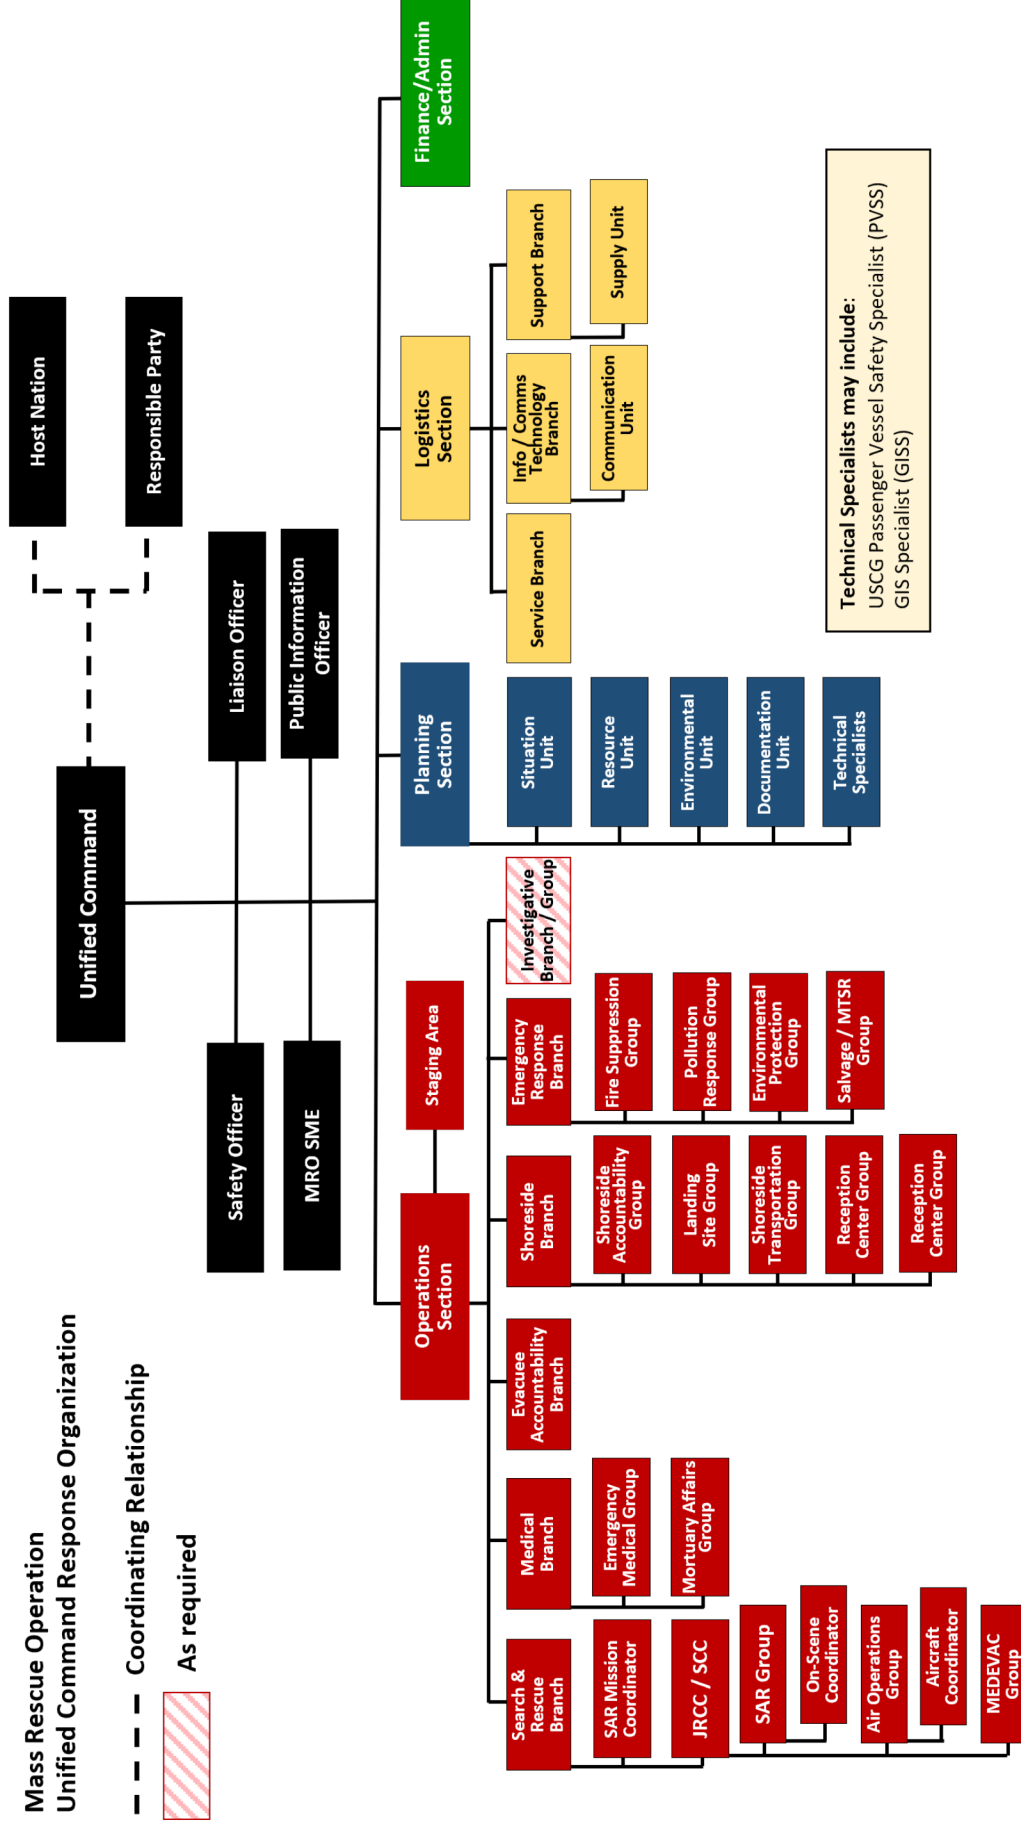 Mass Rescue Operation
Unified Command Response Organization
Coordinating Relationship
As required
Unified Command
Host Nation
Responsible Party
Safety Officer
Liaison Officer
MRO SME
Public Information
Officer
Operations
Section
Staging Area
Planning
Section
Logistics
Section
Finance/Admin
Section
Search &
Rescue
Branch
SAR Mission
Coordinator
JRCC / SCC
SAR Group
On-Scene
Coordinator
Air Operations
Group
Aircraft
Coordinator
MEDEVAC
Group
Medical
Branch
Emergency
Medical Group
Mortuary Affairs
Group
Evacuee
Accountability
Branch
Shoreside
Branch
Shoreside
Accountability
Group
Landing
Site Group
Shoreside
Transportation
Group
Reception
Center Group
Reception
Center Group
Emergency
Response
Branch
Fire Suppression
Group
Pollution
Response Group
Environmental
Protection
Group
Salvage / MTSR
Group
Investigative
Branch / Group
Situation
Unit
Resource
Unit
Environmental
Unit
Documentation
Unit
Technical
Specialists
Service Branch
Info / Comms
Technology
Branch
Communication
Unit
Support Branch
Supply Unit
Technical Specialists may include:
USCG Passenger Vessel Safety Specialist (PVSS)
GIS Specialist (GISS)